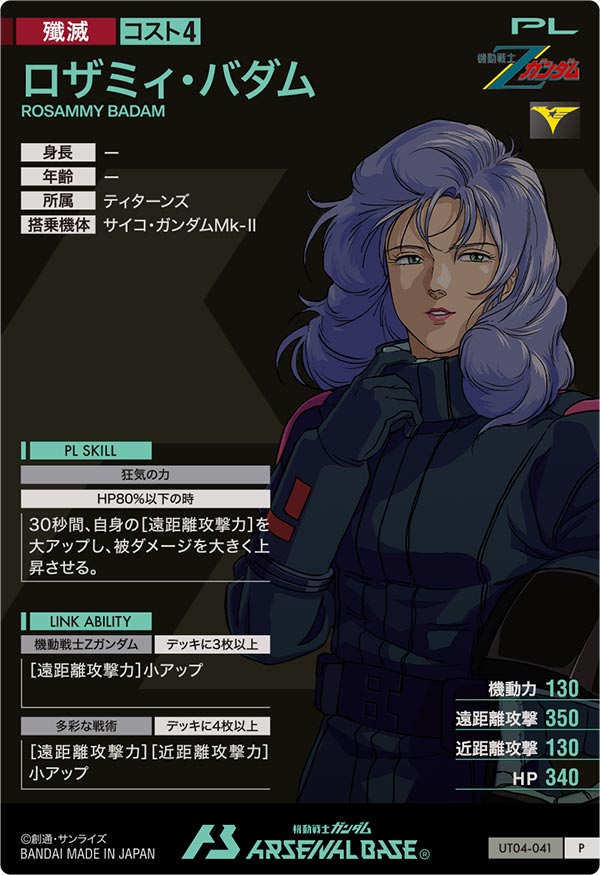 殲滅 コスト4 PL
機動戦士
Zガンダム
ロザミィ・バダム
ROSAMMY BADAM
身長 ー
年齢 ー
所属 ティターンズ
搭乗機体 サイコ・ガンダムMk-II
PL SKILL
狂気の力
HP80%以下の時
30秒間、自身の[遠距離攻撃力]を
大アップし、被ダメージを大きく上
昇させる。
LINK ABILITY
機動戦士Zガンダム デッキに3枚以上
[遠距離攻撃力]小アップ
多彩な戦術 デッキに4枚以上
[遠距離攻撃力][近距離攻撃力]
小アップ
機動力 130
遠距離攻撃 350
近距離攻撃 130
HP 340
©創通・サンライズ
BANDAI MADE IN JAPAN
AB 機動戦士ガンダム
ARSENAL BASE®
UT04-041 P